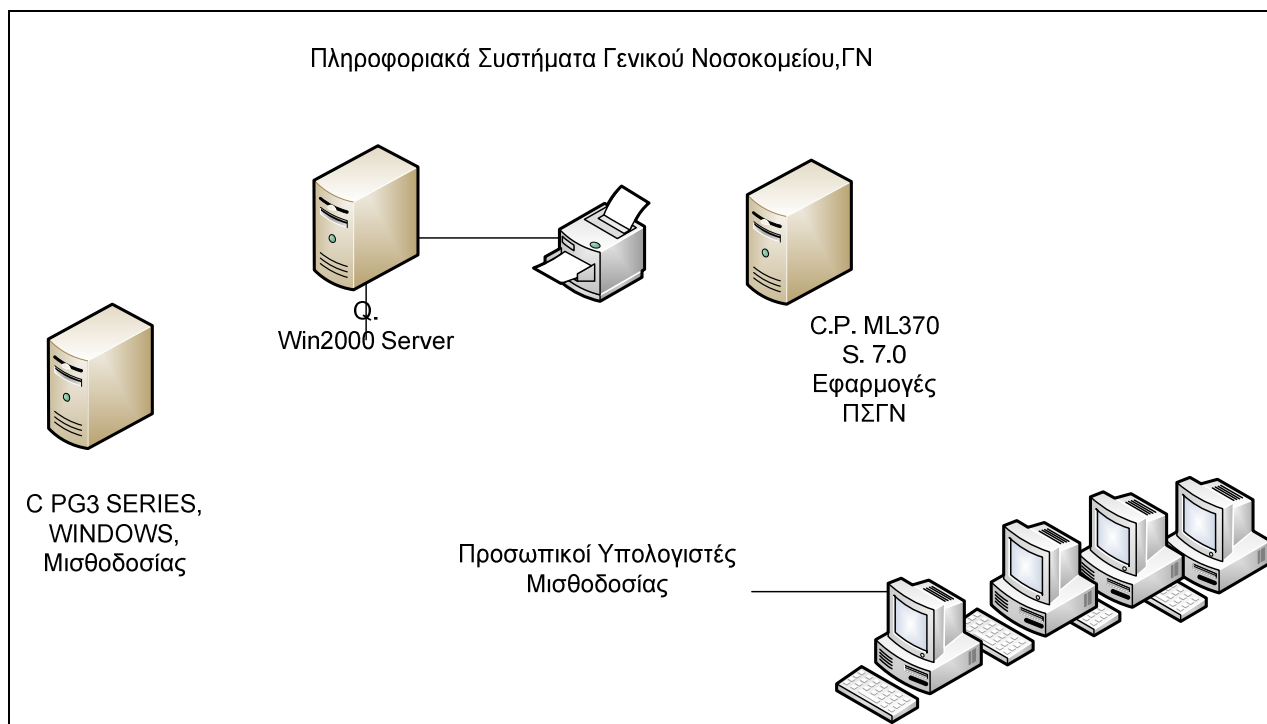 Πληροφοριακά Συστήματα Γενικού Νοσοκομείου,ΓΝ
Q.
Win2000 Server
C.P. ML370
S. 7.0
Εφαρμογές
ΠΣΓΝ
C PG3 SERIES,
WINDOWS,
Μισθοδοσίας
Προσωπικοί Υπολογιστές
Μισθοδοσίας